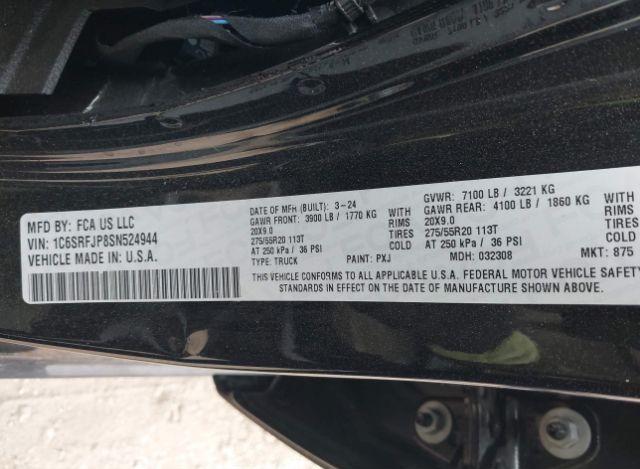 MFD BY: FCA US LLC
VIN: 1C6SRFJP8SN524944
VEHICLE MADE IN U.S.A.
DATE OF MFH (BUILT): 3-24
GAWR FRONT: 3900 LB / 1770 KG
20X9.0
275/55R20 113T
AT 250 kPa / 36 PSI
TYPE: TRUCK
PAINT: PXJ
WITH
RIMS
TIRES
COLD
GVWR: 7100 LB / 3221 KG
GAWR REAR: 4100 LB / 1860 KG
20X9.0
275/55R20 113T
AT 250 kPa / 36 PSI
MDH: 032308
WITH
RIMS
TIRES
COLD
MKT: 875
THIS VEHICLE CONFORMS TO ALL APPLICABLE U.S.A. FEDERAL MOTOR VEHICLE SAFETY
STANDARDS IN EFFECT ON THE DATE OF MANUFACTURE SHOWN ABOVE.